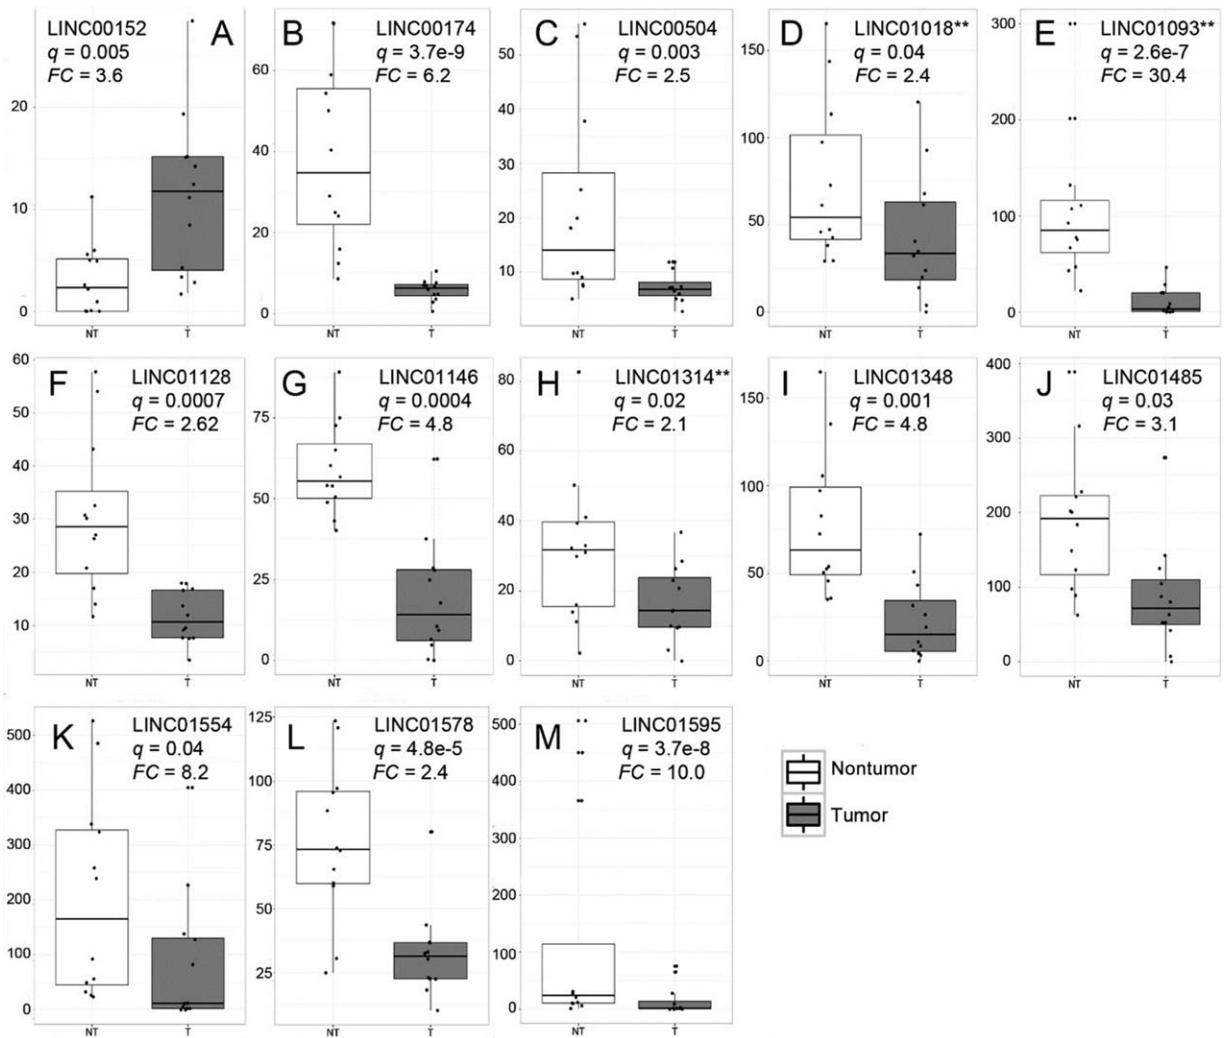 LINC00152 A
q = 0.005
FC = 3.6
20
10
0
NT T
B LINC00174
q = 3.7e-9
FC = 6.2
60
40
20
0
NT T
C LINC00504
q = 0.003
FC = 2.5
50
40
30
20
10
NT T
D LINC01018**
q = 0.04
FC = 2.4
150
100
50
0
NT T
E LINC01093**
q = 2.6e-7
FC = 30.4
300
200
100
0
NT T
F LINC01128
q = 0.0007
FC = 2.62
60
50
40
30
20
10
NT T
G LINC01146
q = 0.0004
FC = 4.8
75
50
25
0
NT T
H LINC01314**
q = 0.02
FC = 2.1
80
60
40
20
0
NT T
I LINC01348
q = 0.001
FC = 4.8
150
100
50
0
NT T
J LINC01485
q = 0.03
FC = 3.1
400
300
200
100
0
NT T
K LINC01554
q = 0.04
FC = 8.2
500
400
300
200
100
0
NT T
L LINC01578
q = 4.8e-5
FC = 2.4
125
100
75
50
25
NT T
M LINC01595
q = 3.7e-8
FC = 10.0
500
400
300
200
100
0
NT T
Nontumor
Tumor